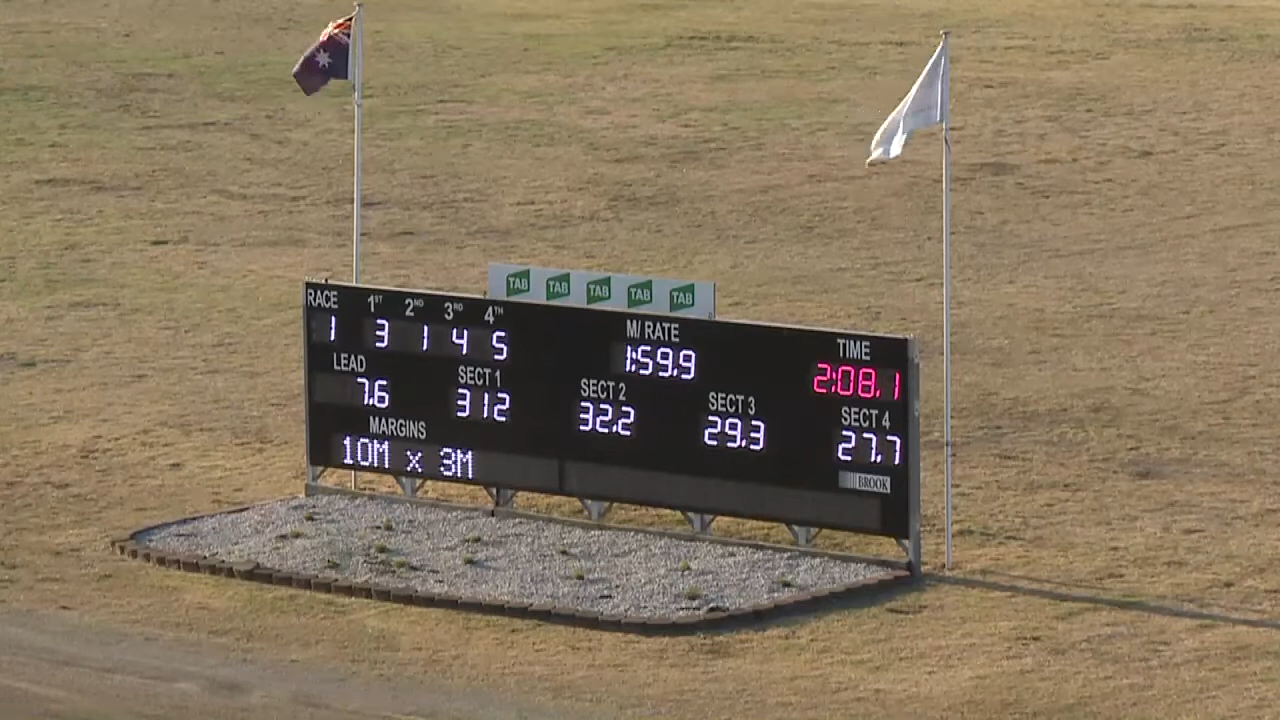 TAB TAB TAB TAB TAB
RACE 1ST 2ND 3RD 4TH M/ RATE TIME
1 3 1 4 5 1:59.9 2:08.1
LEAD SECT 1 SECT 2 SECT 3 SECT 4
7.6 31.2 32.2 29.3 27.7
MARGINS
10M x 3M
BROOK